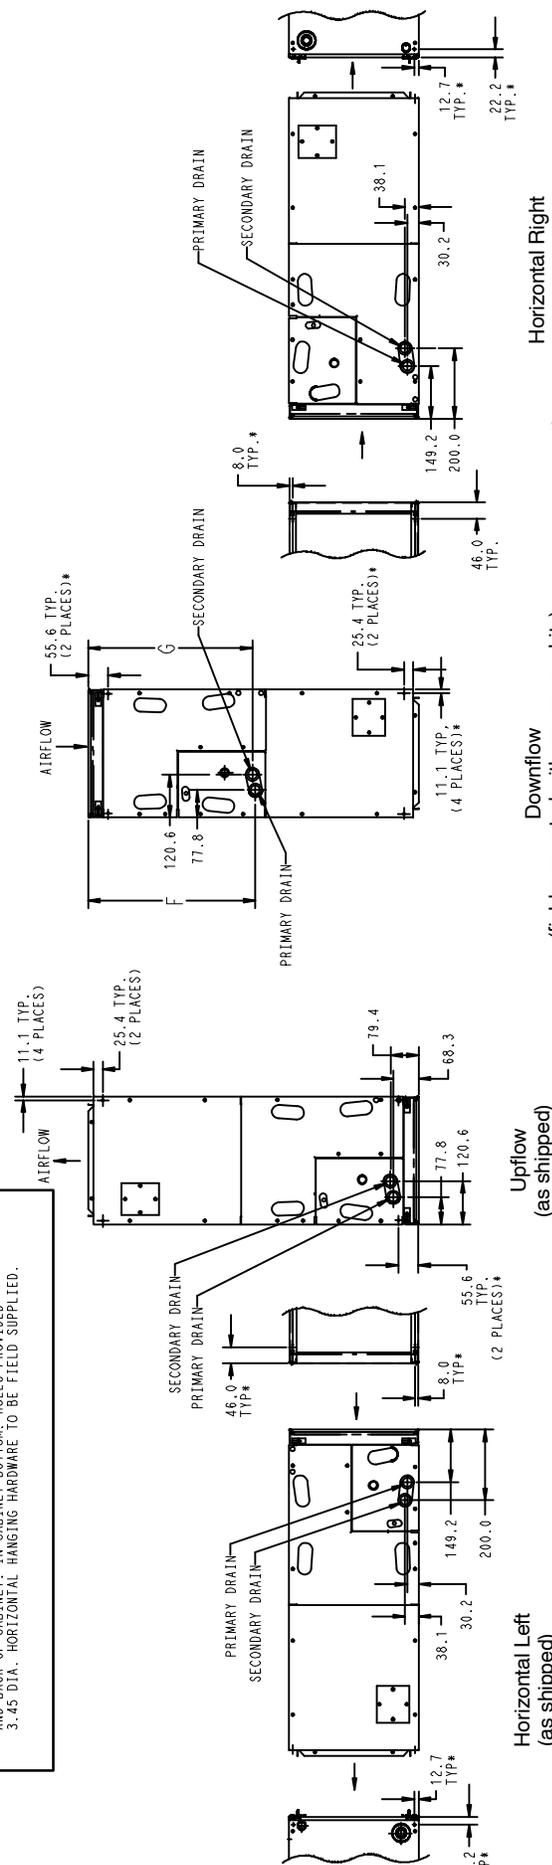 3.45 DIA. HORIZONTAL HANGING HARDWARE TO BE FIELD SUPPLIED.
12.7
TYP*
PRIMARY DRAIN
SECONDARY DRAIN
38.1
30.2
149.2
200.0
Horizontal Left
(as shipped)
46.0
TYP*
8.0
TYP*
SECONDARY DRAIN
PRIMARY DRAIN
AIRFLOW
11.1 TYP.
(4 PLACES)
25.4 TYP.
(2 PLACES)
79.4
68.3
77.8
120.6
55.6
TYP.
(2 PLACES)*
Upflow
(as shipped)
AIRFLOW
55.6 TYP.
(2 PLACES)*
F
G
120.6
77.8
PRIMARY DRAIN
SECONDARY DRAIN
25.4 TYP.
(2 PLACES)*
11.1 TYP,
(4 PLACES)*
Downflow
8.0
TYP.*
46.0
TYP.
PRIMARY DRAIN
SECONDARY DRAIN
38.1
30.2
149.2
200.0
12.7
TYP.*
22.2
TYP.*
Horizontal Right